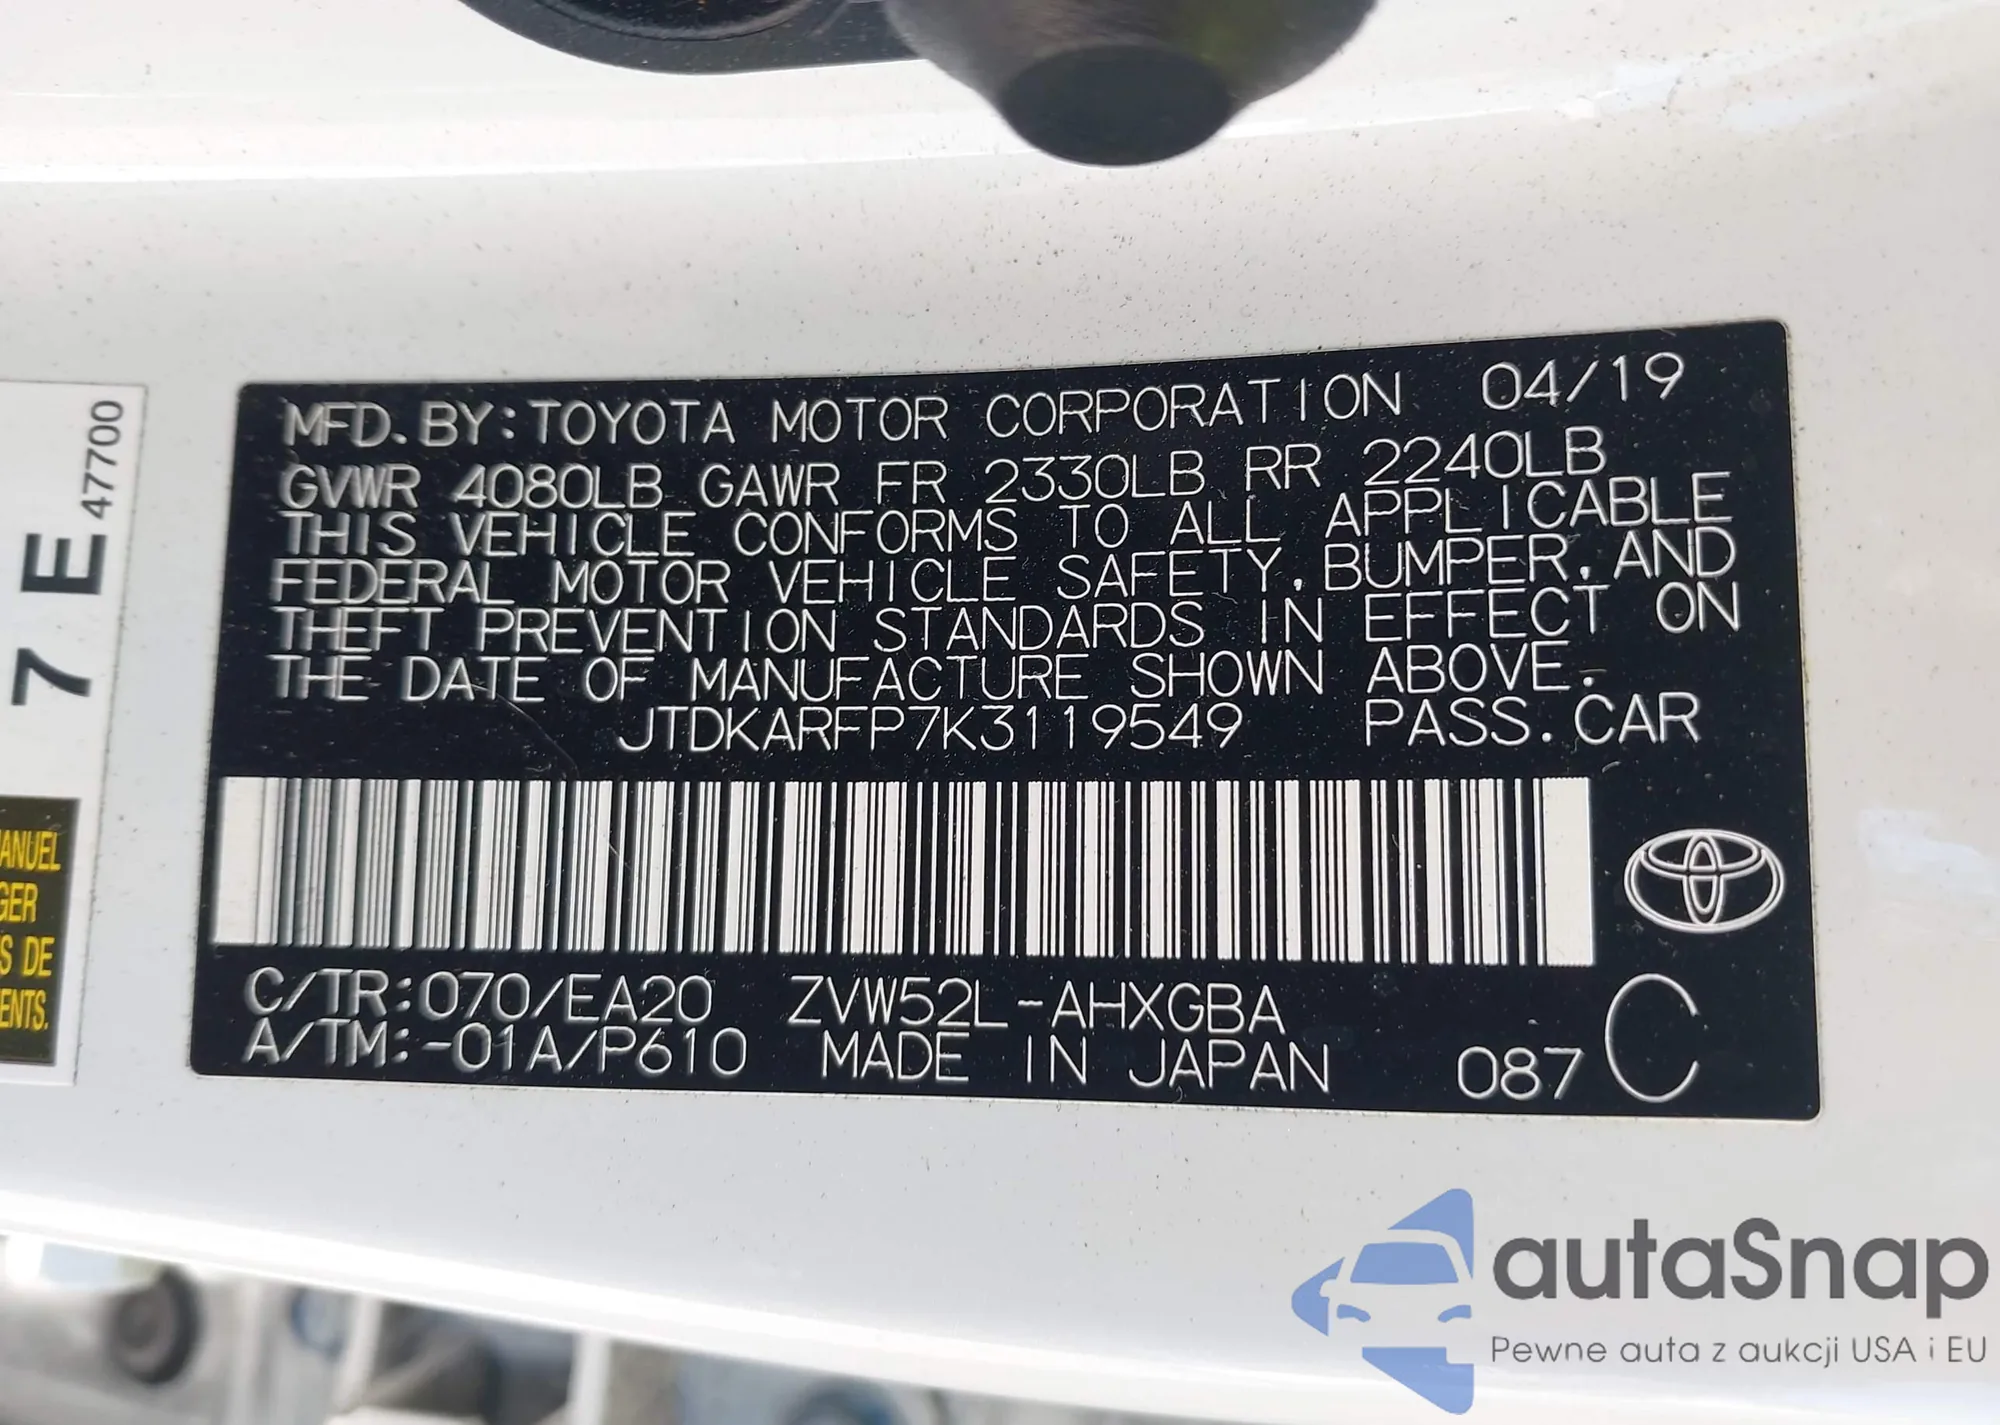 7 E 47700
MANUEL
GER
S DE
ENTS.
MFD. BY: TOYOTA MOTOR CORPORATION 04/19
GVWR 4080LB GAWR FR 2330LB RR 2240LB
THIS VEHICLE CONFORMS TO ALL APPLICABLE
FEDERAL MOTOR VEHICLE SAFETY, BUMPER, AND
THEFT PREVENTION STANDARDS IN EFFECT ON
THE DATE OF MANUFACTURE SHOWN ABOVE.
JTDKARFP7K3119549 PASS. CAR
C/TR: 070/EA20 ZVW52L-AHXGBA
A/TM: -01A/P610 MADE IN JAPAN 087 C
autaSnap
Pewne auta z aukcji USA i EU